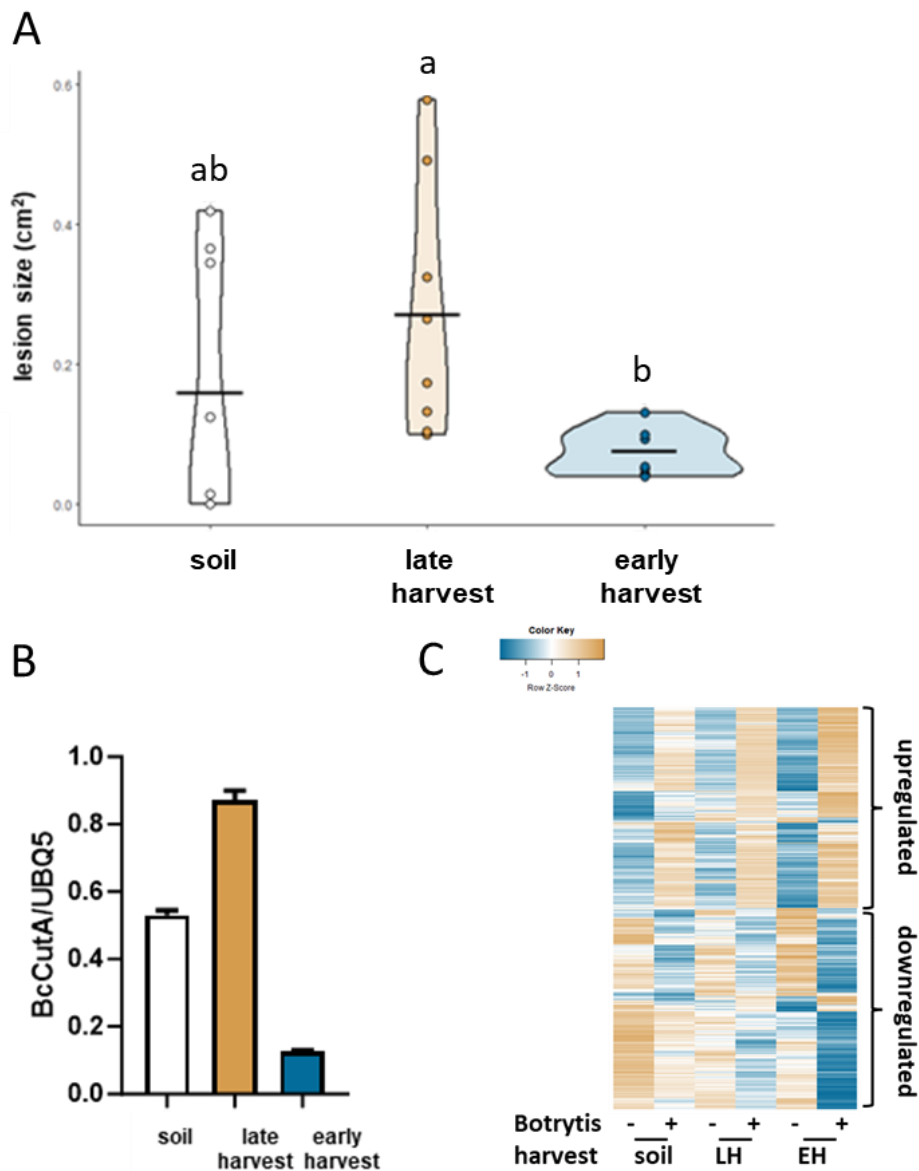 A
lesion size (cm²)
0.6
0.4
0.2
0.0
ab
a
b
soil
late
harvest
early
harvest
B
BcCutA/UBQ5
1.0
0.8
0.6
0.4
0.2
0.0
soil
late
harvest
early
harvest
C
Color Key
-1 0 1
Row Z-Score
upregulated
downregulated
Botrytis - + - + - +
harvest soil LH EH